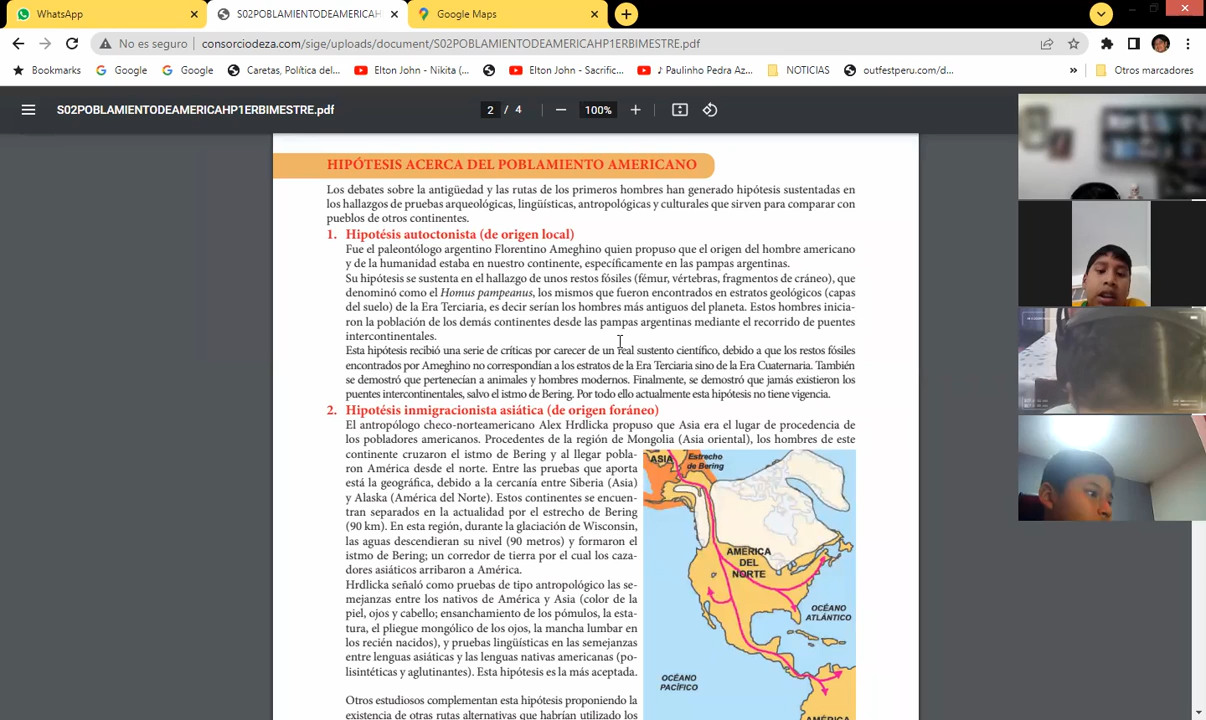 WhatsApp
S02POBLAMIENTODEAMERICAH
Google Maps
No es seguro
consorciodeza.com/sige/uploads/document/S02POBLAMIENTODEAMERICAHP1ERBIMESTRE.pdf
Bookmarks
Google
Google
Caretas, Política del...
Elton John - Nikita (...
Elton John - Sacrific...
♪ Paulinho Pedra Az...
NOTICIAS
outfestperu.com/d...
»
Otros marcadores
S02POBLAMIENTODEAMERICAHP1ERBIMESTRE.pdf
2 / 4
100%
HIPÓTESIS ACERCA DEL POBLAMIENTO AMERICANO
Los debates sobre la antigüedad y las rutas de los primeros hombres han generado hipótesis sustentadas en
los hallazgos de pruebas arqueológicas, lingüísticas, antropológicas y culturales que sirven para comparar con
pueblos de otros continentes.
1. Hipotésis autoctonista (de origen local)
Fue el paleontólogo argentino Florentino Ameghino quien propuso que el origen del hombre americano
y de la humanidad estaba en nuestro continente, específicamente en las pampas argentinas.
Su hipótesis se sustenta en el hallazgo de unos restos fósiles (fémur, vértebras, fragmentos de cráneo), que
denominó como el Homus pampeanus, los mismos que fueron encontrados en estratos geológicos (capas
del suelo) de la Era Terciaria, es decir serían los hombres más antiguos del planeta. Estos hombres inicia-
ron la población de los demás continentes desde las pampas argentinas mediante el recorrido de puentes
intercontinentales.
Esta hipótesis recibió una serie de críticas por carecer de un real sustento científico, debido a que los restos fósiles
encontrados por Ameghino no correspondían a los estratos de la Era Terciaria sino de la Era Cuaternaria. También
se demostró que pertenecían a animales y hombres modernos. Finalmente, se demostró que jamás existieron los
puentes intercontinentales, salvo el istmo de Bering. Por todo ello actualmente esta hipótesis no tiene vigencia.
2. Hipotésis inmigracionista asiática (de origen foráneo)
El antropólogo checo-norteamericano Alex Hrdlicka propuso que Asia era el lugar de procedencia de
los pobladores americanos. Procedentes de la región de Mongolia (Asia oriental), los hombres de este
continente cruzaron el istmo de Bering y al llegar pobla-
ron América desde el norte. Entre las pruebas que aporta
está la geográfica, debido a la cercanía entre Siberia (Asia)
y Alaska (América del Norte). Estos continentes se encuen-
tran separados en la actualidad por el estrecho de Bering
(90 km). En esta región, durante la glaciación de Wisconsin,
las aguas descendieran su nivel (90 metros) y formaron el
istmo de Bering; un corredor de tierra por el cual los caza-
dores asiáticos arribaron a América.
Hrdlicka señaló como pruebas de tipo antropológico las se-
mejanzas entre los nativos de América y Asia (color de la
piel, ojos y cabello; ensanchamiento de los pómulos, la esta-
tura, el pliegue mongólico de los ojos, la mancha lumbar en
los recién nacidos), y pruebas lingüísticas en las semejanzas
entre lenguas asiáticas y las lenguas nativas americanas (po-
lisintéticas y aglutinantes). Esta hipótesis es la más aceptada.
Otros estudiosos complementan esta hipótesis proponiendo la
existencia de otras rutas alternativas que habrían utilizado los
ASIA
Estrecho
de Bering
AMÉRICA
DEL
NORTE
OCÉANO
ATLÁNTICO
OCÉANO
PACÍFICO
AMÉRICA